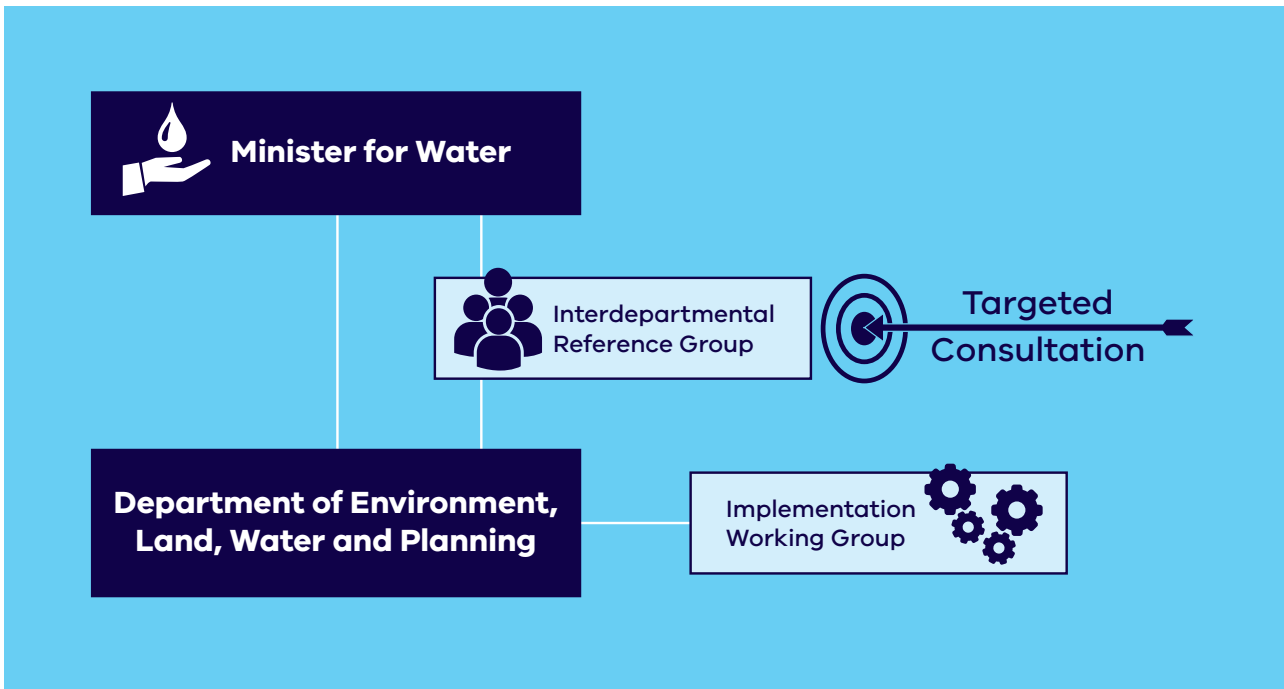 Minister for Water
Interdepartmental
Reference Group
Targeted
Consultation
Department of Environment,
Land, Water and Planning
Implementation
Working Group